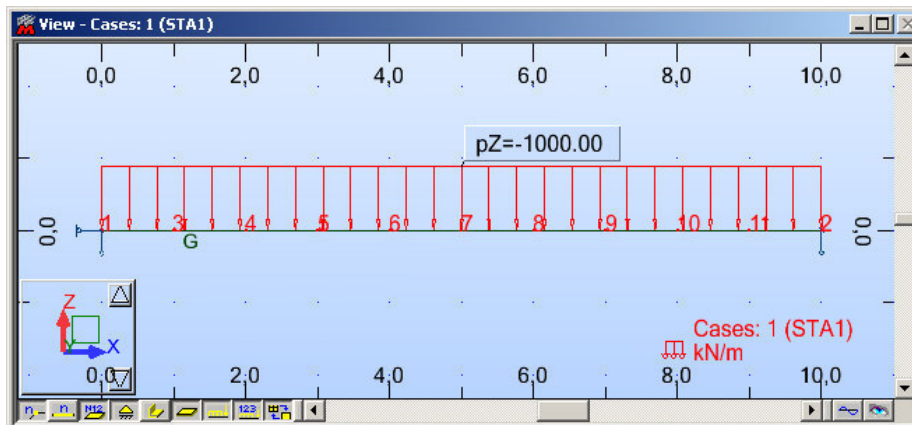 View - Cases: 1 (STA1)
0,0 2,0 4,0 6,0 8,0 10,0
pZ=-1000.00
0,0 1 3 4 5 6 7 8 9 10 11 2 0,0
G
Z
Y X
Cases: 1 (STA1)
kN/m
0,0 2,0 4,0 6,0 8,0 10,0
n n M12 123